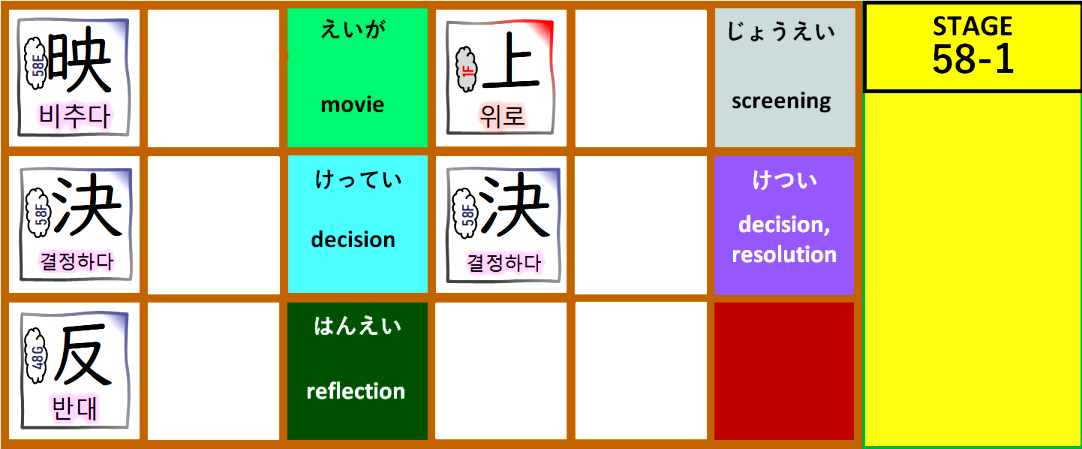 58E
映
비추다
えいが
movie
1F
上
위로
じょうえい
screening
STAGE
58-1
58F
決
결정하다
けってい
decision
58F
決
결정하다
けつい
decision,
resolution
48G
反
반대
はんえい
reflection